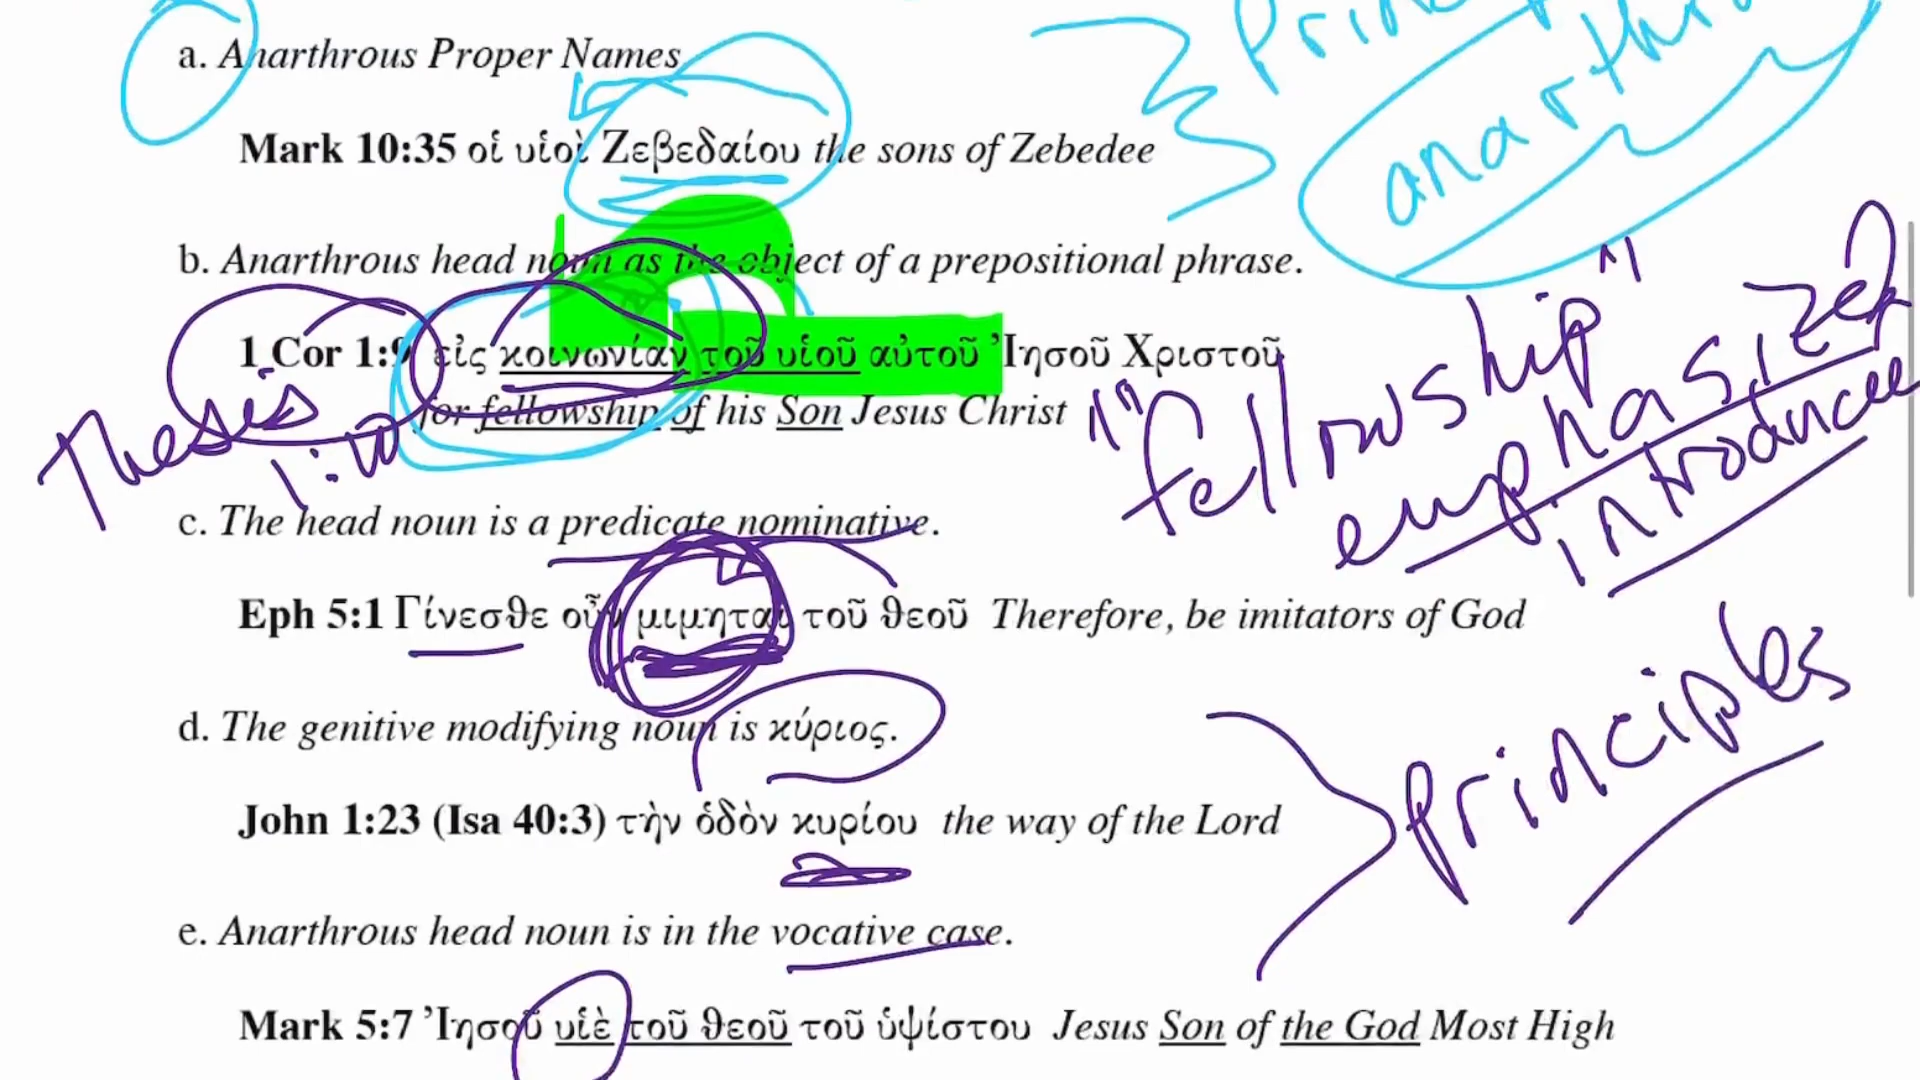 Prin
a. Anarthrous Proper Names
anarthr
Mark 10:35 οἱ υἱοὶ Ζεβεδαίου the sons of Zebedee
b. Anarthrous head noun as the object of a prepositional phrase.
1 Cor 1:9 εἰς κοινωνίαν τοῦ υἱοῦ αὐτοῦ Ἰησοῦ Χριστοῦ
for fellowship of his Son Jesus Christ
Thesis
1:10
"fellowship"
emphasized
introduced
c. The head noun is a predicate nominative.
Eph 5:1 Γίνεσθε οὖν μιμηταὶ τοῦ θεοῦ Therefore, be imitators of God
d. The genitive modifying noun is κύριος.
principles
John 1:23 (Isa 40:3) τὴν ὁδὸν κυρίου the way of the Lord
e. Anarthrous head noun is in the vocative case.
Mark 5:7 Ἰησοῦ υἱὲ τοῦ θεοῦ τοῦ ὑψίστου Jesus Son of the God Most High